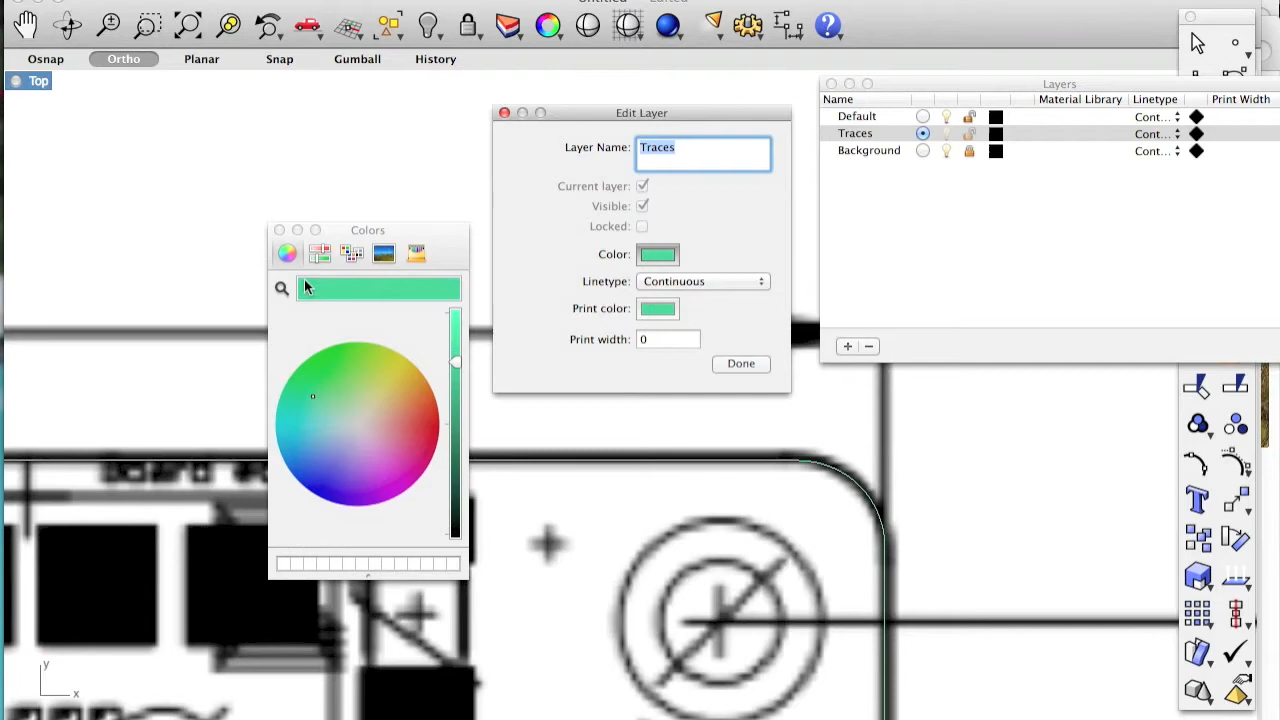 Untitled — Edited
Osnap Ortho Planar Snap Gumball History
Top
Layers
Name Material Library Linetype Print Width
Default Cont...
Traces Cont...
Background Cont...
Edit Layer
Layer Name: Traces
Current layer:
Visible:
Locked:
Color:
Linetype: Continuous
Print color:
Print width: 0
Done
Colors
y
x